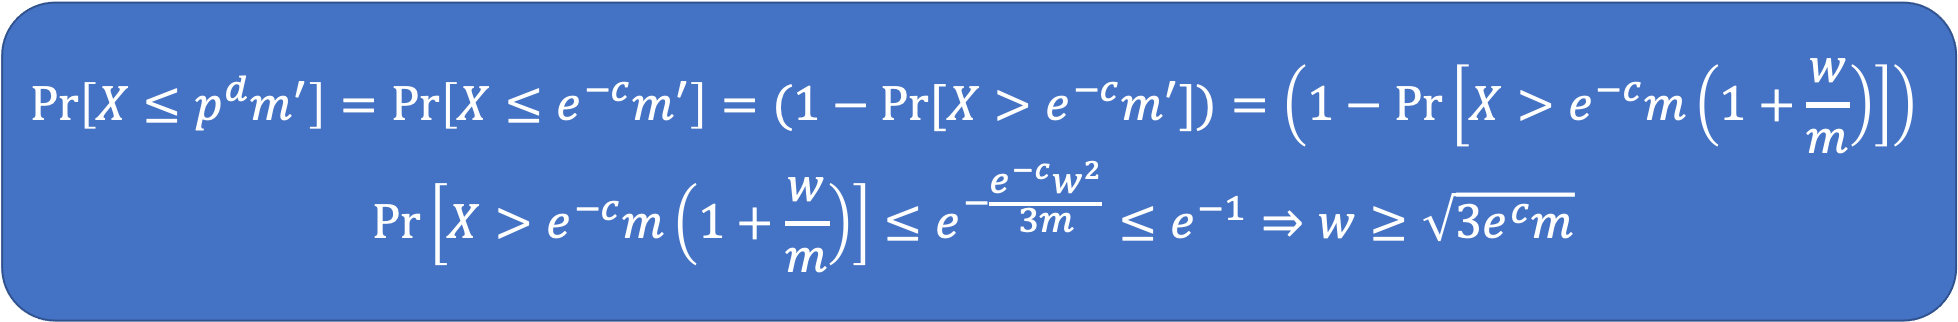 Pr[X ≤ p^d m′] = Pr[X ≤ e^{−c} m′] = (1 − Pr[X > e^{−c} m′]) = (1 − Pr[X > e^{−c} m(1 + w/m)])
Pr[X > e^{−c} m(1 + w/m)] ≤ e^{−(e^{−c} w^2)/(3m)} ≤ e^{−1} ⇒ w ≥ √(3e^c m)